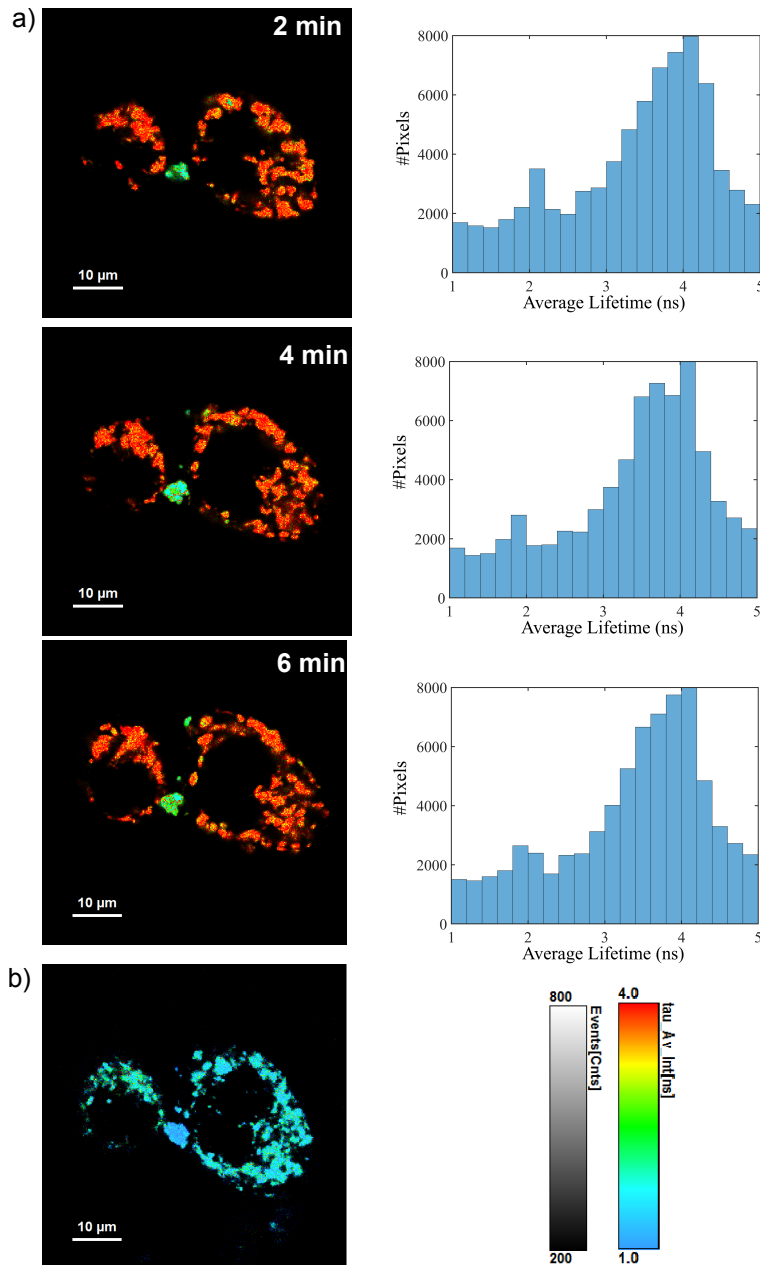 a)
2 min
10 µm
8000
6000
4000
2000
0
#Pixels
1 2 3 4 5
Average Lifetime (ns)
4 min
10 µm
8000
6000
4000
2000
0
#Pixels
1 2 3 4 5
Average Lifetime (ns)
6 min
10 µm
8000
6000
4000
2000
0
#Pixels
1 2 3 4 5
Average Lifetime (ns)
b)
10 µm
800
Events[Cnts]
200
4.0
tau_Av_Int[ns]
1.0